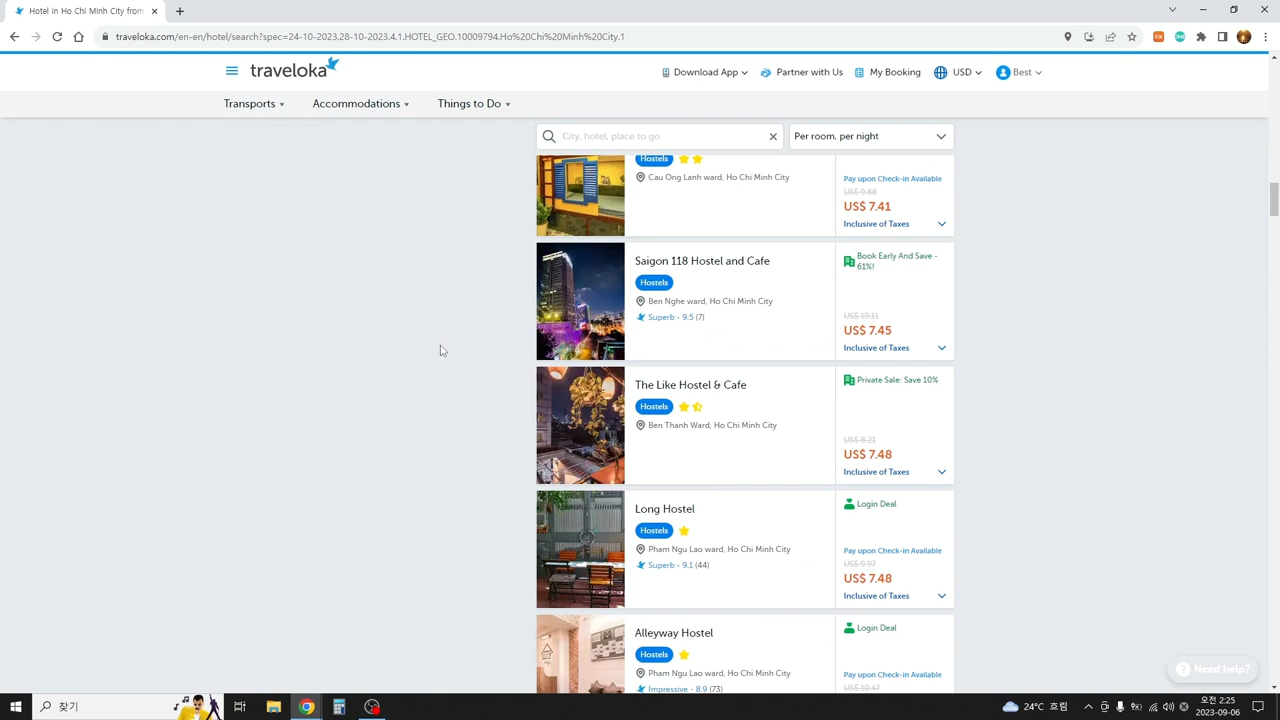 Hotel in Ho Chi Minh City from
traveloka.com/en-en/hotel/search?spec=24-10-2023.28-10-2023.4.1.HOTEL_GEO.10009794.Ho%20Chi%20Minh%20City.1
traveloka
Download App
Partner with Us
My Booking
USD
Best
Transports
Accommodations
Things to Do
City, hotel, place to go
Per room, per night
Hostels
Cau Ong Lanh ward, Ho Chi Minh City
Pay upon Check-in Available
US$ 9.88
US$ 7.41
Inclusive of Taxes
Saigon 118 Hostel and Cafe
Hostels
Ben Nghe ward, Ho Chi Minh City
Superb - 9.5 (7)
Book Early And Save -
61%!
US$ 19.11
US$ 7.45
Inclusive of Taxes
The Like Hostel & Cafe
Hostels
Ben Thanh Ward, Ho Chi Minh City
Private Sale: Save 10%
US$ 8.21
US$ 7.48
Inclusive of Taxes
Long Hostel
Hostels
Pham Ngu Lao ward, Ho Chi Minh City
Superb - 9.1 (44)
Login Deal
Pay upon Check-in Available
US$ 9.97
US$ 7.48
Inclusive of Taxes
Alleyway Hostel
Hostels
Pham Ngu Lao ward, Ho Chi Minh City
Impressive - 8.9 (73)
Login Deal
Pay upon Check-in Available
US$ 10.47
Need help?
찾기
24°C 흐림
오전 2:25
2023-09-06